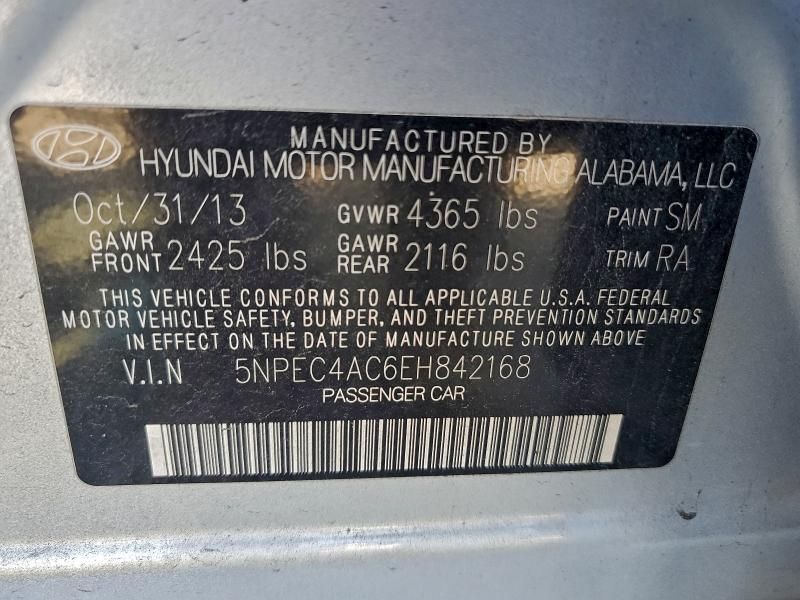 MANUFACTURED BY
HYUNDAI MOTOR MANUFACTURING ALABAMA, LLC
Oct/31/13 GVWR 4365 lbs PAINT SM
GAWR FRONT 2425 lbs GAWR REAR 2116 lbs TRIM RA
THIS VEHICLE CONFORMS TO ALL APPLICABLE U.S.A. FEDERAL
MOTOR VEHICLE SAFETY, BUMPER, AND THEFT PREVENTION STANDARDS
IN EFFECT ON THE DATE OF MANUFACTURE SHOWN ABOVE
V.I.N 5NPEC4AC6EH842168
PASSENGER CAR